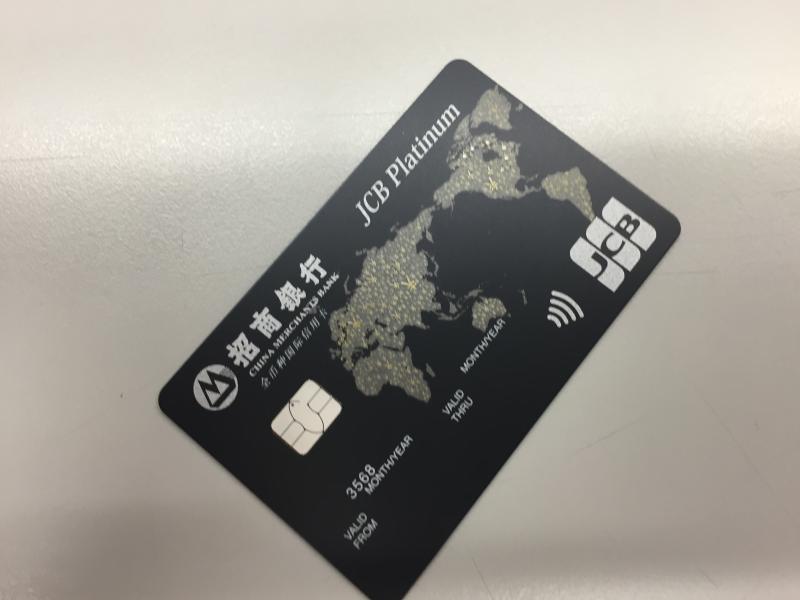 招商银行
CHINA MERCHANTS BANK
全币种国际信用卡
JCB Platinum
3568
VALID FROM
MONTH/YEAR
VALID THRU
MONTH/YEAR
JCB